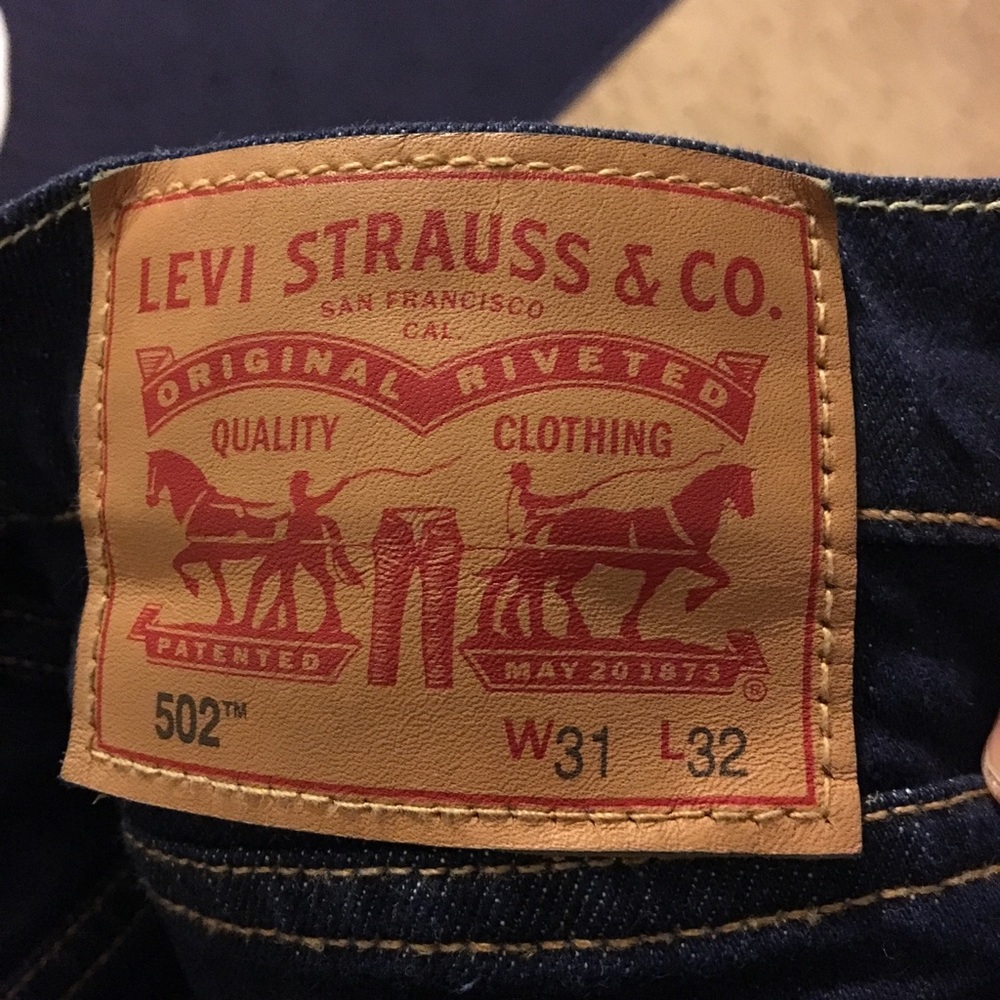 LEVI STRAUSS & CO.
SAN FRANCISCO
CAL.
ORIGINAL RIVETED
QUALITY CLOTHING
PATENTED MAY 20 1873 ®
502™ W31 L32